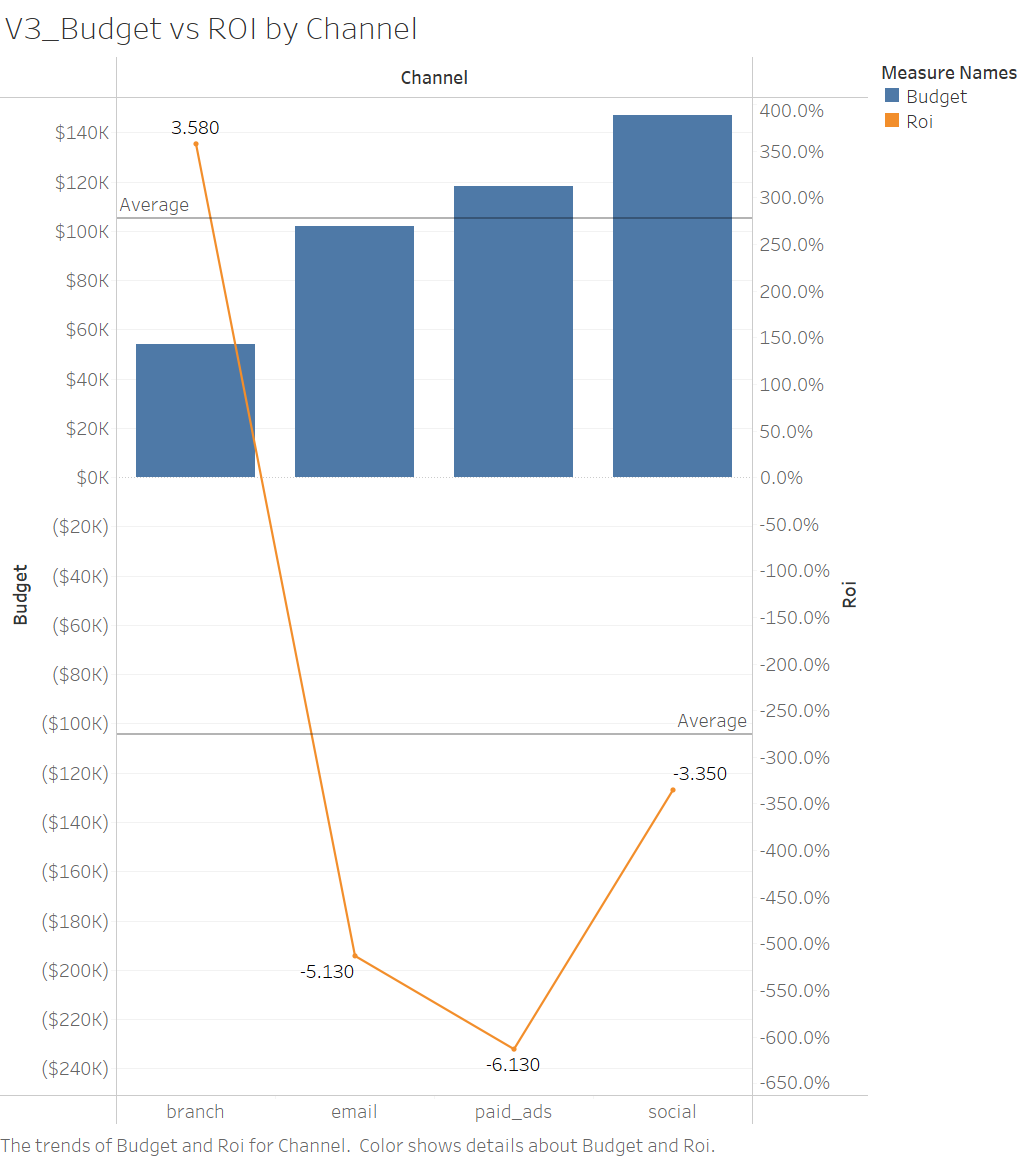 V3_Budget vs ROI by Channel
Channel
Measure Names
Budget
Roi
$140K
$120K
$100K
$80K
$60K
$40K
$20K
$0K
($20K)
($40K)
($60K)
($80K)
($100K)
($120K)
($140K)
($160K)
($180K)
($200K)
($220K)
($240K)
Budget
3.580
Average
Average
-3.350
-5.130
-6.130
400.0%
350.0%
300.0%
250.0%
200.0%
150.0%
100.0%
50.0%
0.0%
-50.0%
-100.0%
-150.0%
-200.0%
-250.0%
-300.0%
-350.0%
-400.0%
-450.0%
-500.0%
-550.0%
-600.0%
-650.0%
Roi
branch email paid_ads social
The trends of Budget and Roi for Channel. Color shows details about Budget and Roi.